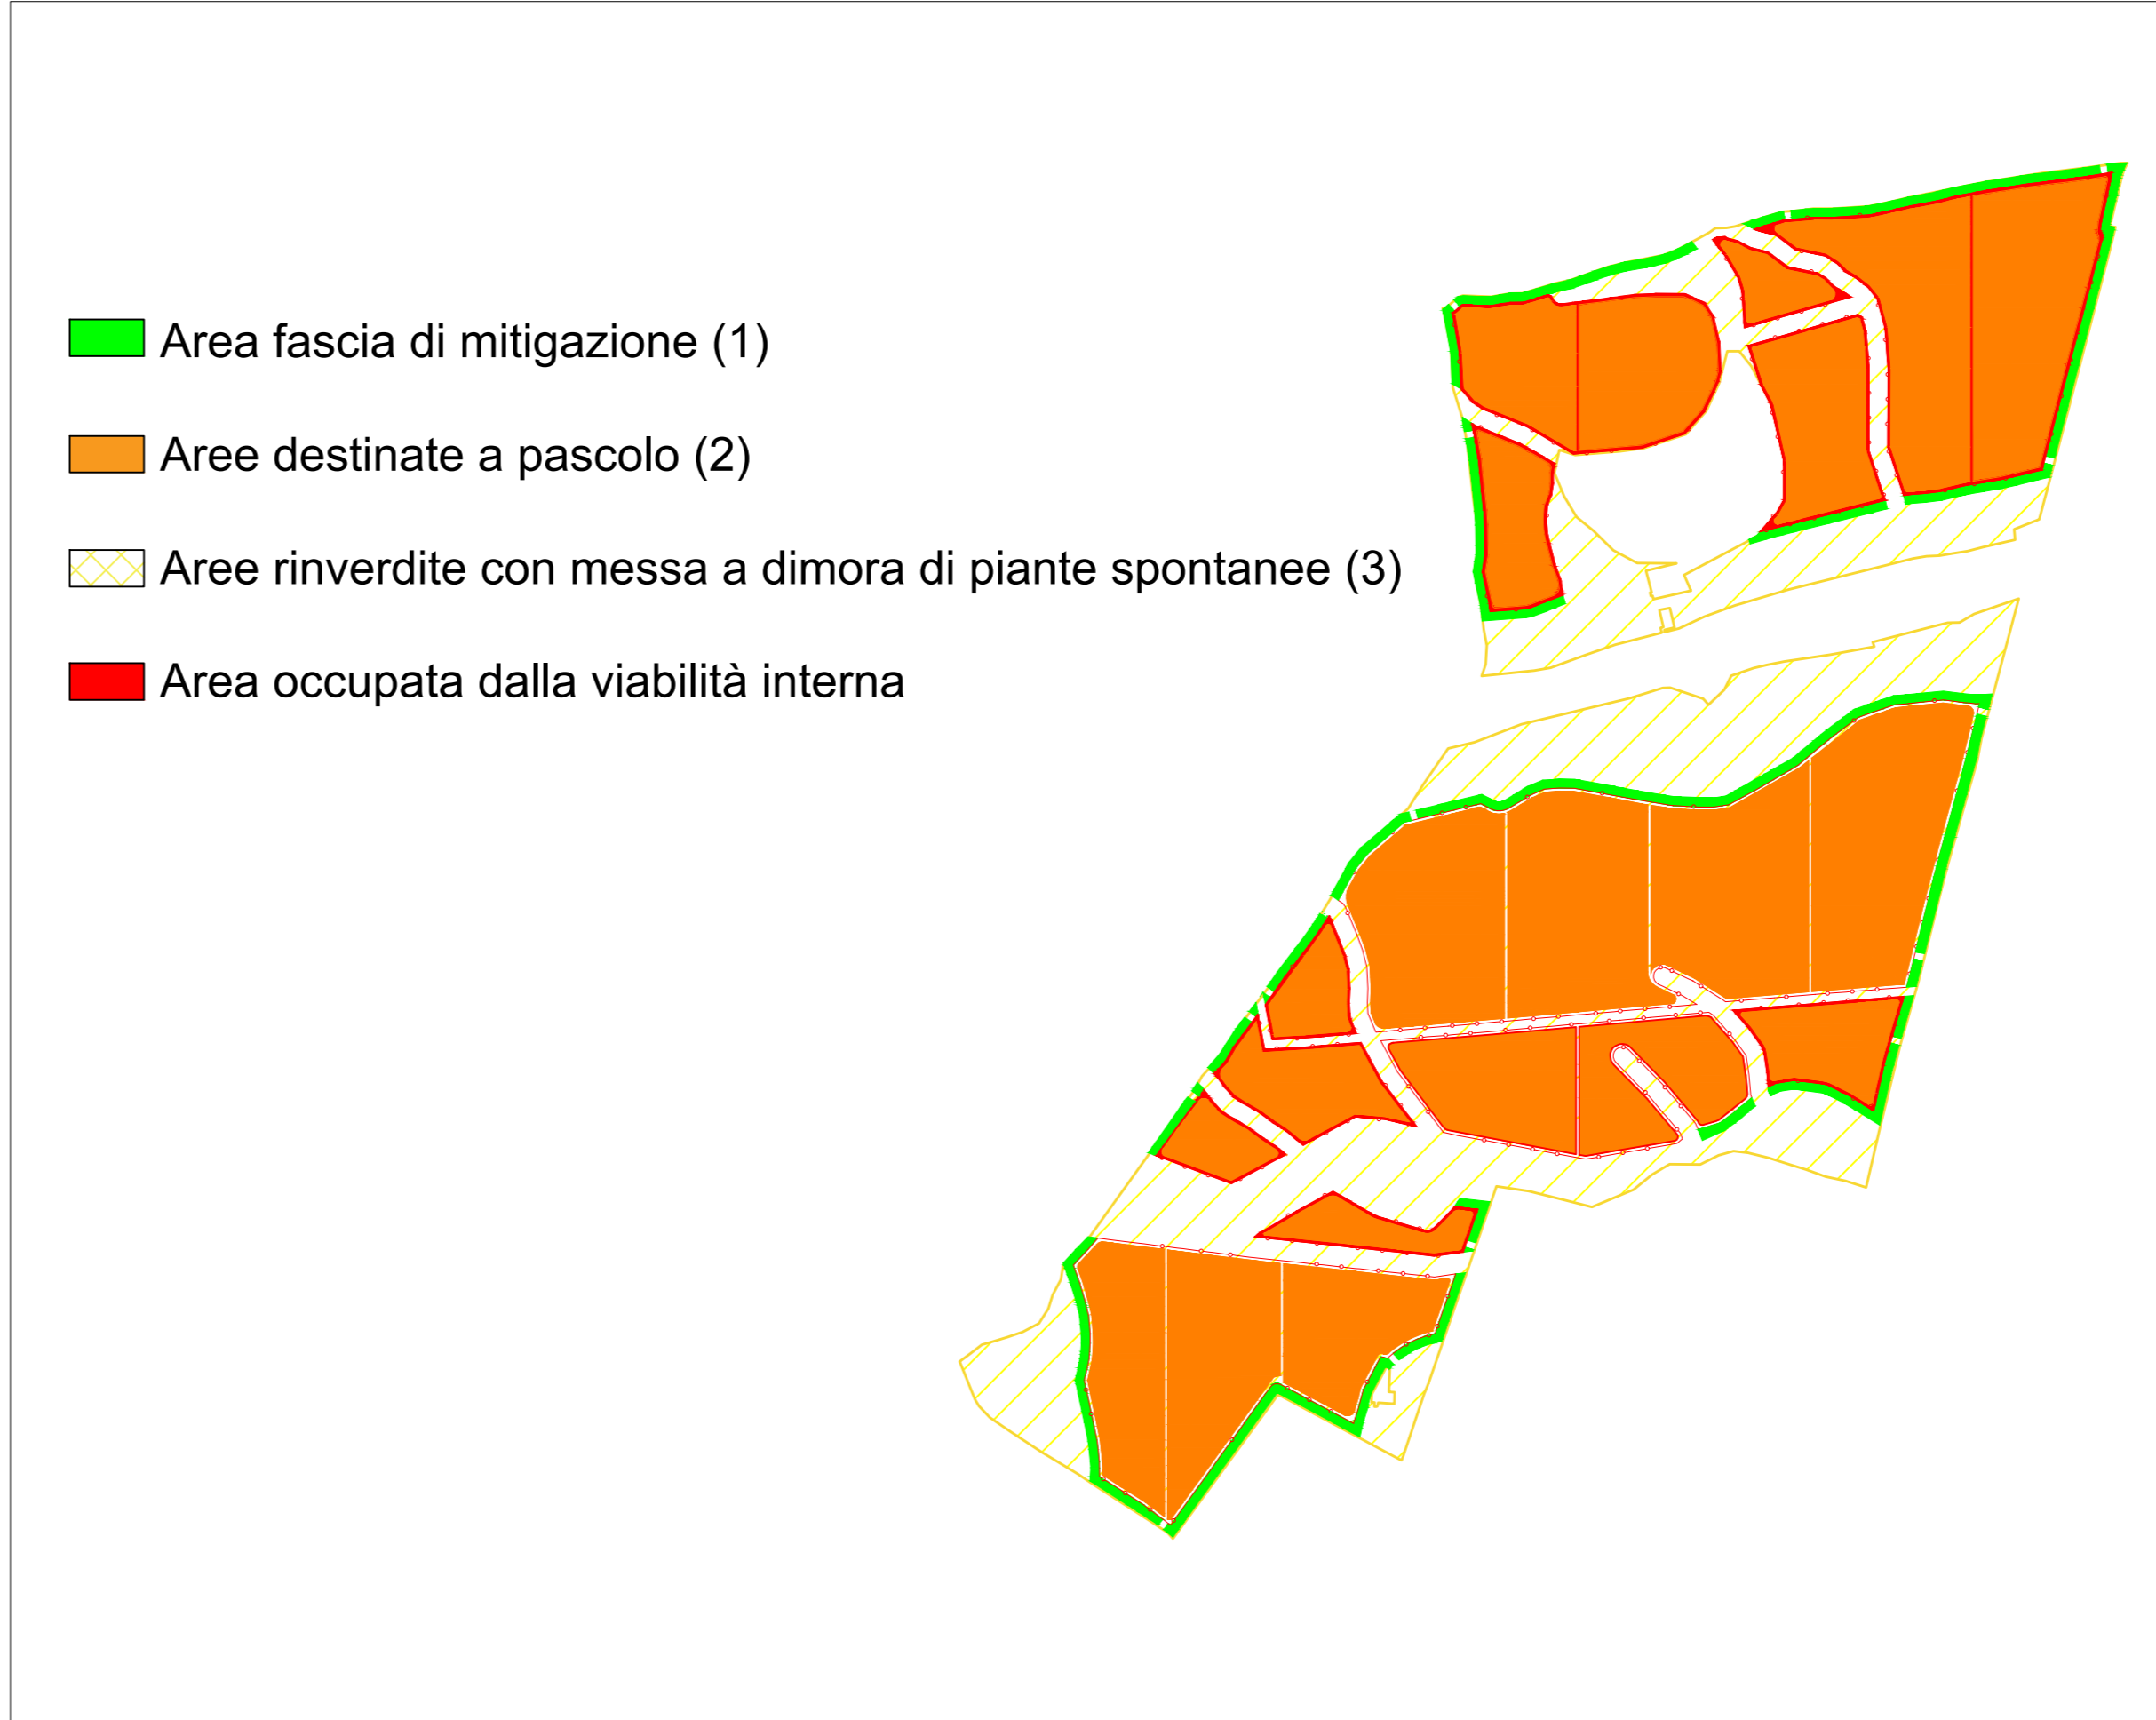 Area fascia di mitigazione (1)
Aree destinate a pascolo (2)
Aree rinverdite con messa a dimora di piante spontanee (3)
Area occupata dalla viabilità interna